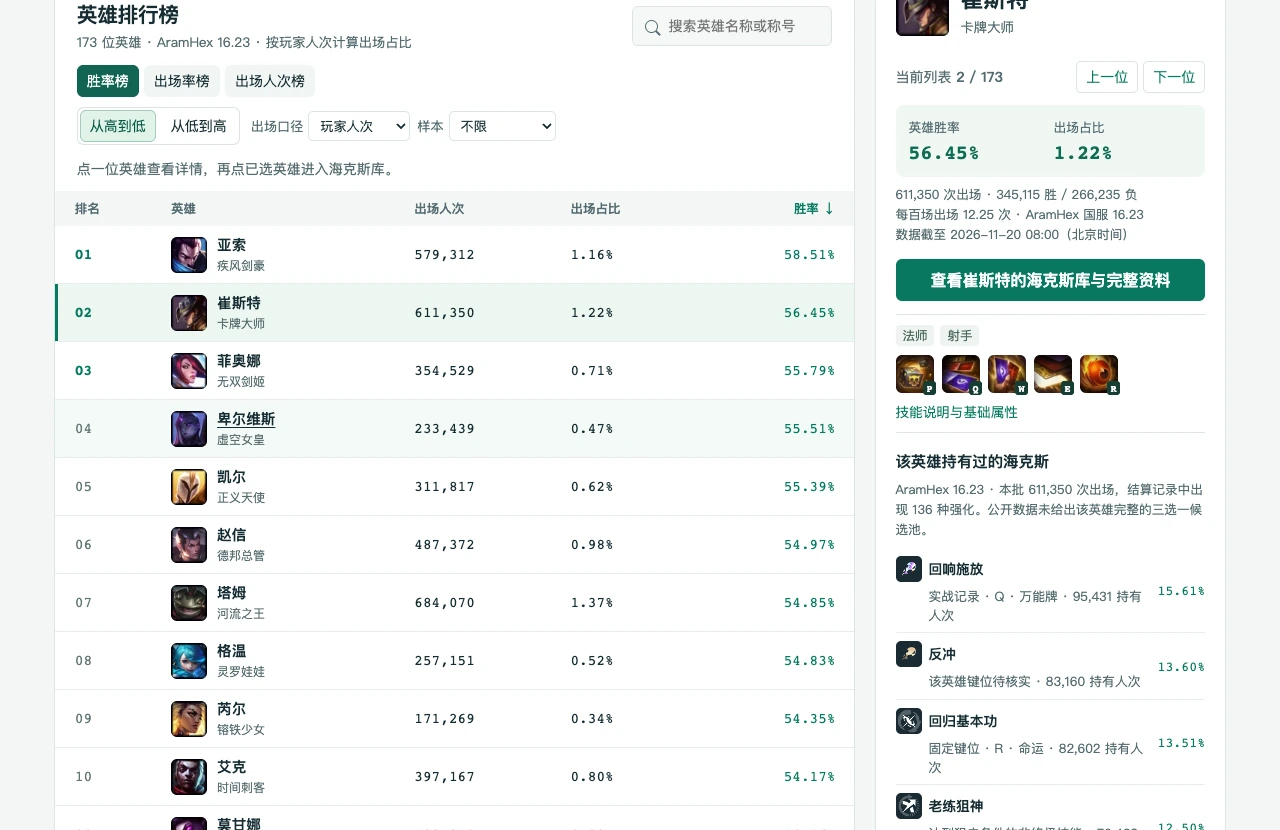 英雄排行榜
173 位英雄 · AramHex 16.23 · 按玩家人次计算出场占比
搜索英雄名称或称号
胜率榜 出场率榜 出场人次榜
从高到低 从低到高 出场口径 玩家人次 样本 不限
点一位英雄查看详情，再点已选英雄进入海克斯库。
排名 英雄 出场人次 出场占比 胜率 ↓
01 亚索 579,312 1.16% 58.51%
疾风剑豪
02 崔斯特 611,350 1.22% 56.45%
卡牌大师
03 菲奥娜 354,529 0.71% 55.79%
无双剑姬
04 卑尔维斯 233,439 0.47% 55.51%
虚空女皇
05 凯尔 311,817 0.62% 55.39%
正义天使
06 赵信 487,372 0.98% 54.97%
德邦总管
07 塔姆 684,070 1.37% 54.85%
河流之王
08 格温 257,151 0.52% 54.83%
灵罗娃娃
09 芮尔 171,269 0.34% 54.35%
镕铁少女
10 艾克 397,167 0.80% 54.17%
时间刺客
莫甘娜
崔斯特
卡牌大师
当前列表 2 / 173 上一位 下一位
英雄胜率 出场占比
56.45% 1.22%
611,350 次出场 · 345,115 胜 / 266,235 负
每百场出场 12.25 次 · AramHex 国服 16.23
数据截至 2026-11-20 08:00（北京时间）
查看崔斯特的海克斯库与完整资料
法师 射手
P Q W E R
技能说明与基础属性
该英雄持有过的海克斯
AramHex 16.23 · 本批 611,350 次出场，结算记录中出
现 136 种强化。公开数据未给出该英雄完整的三选一候
选池。
回响施放
实战记录 · Q · 万能牌 · 95,431 持有
人次
15.61%
反冲
该英雄键位待核实 · 83,160 持有人次
13.60%
回归基本功
固定键位 · R · 命运 · 82,602 持有人
次
13.51%
老练狙神
12.50%